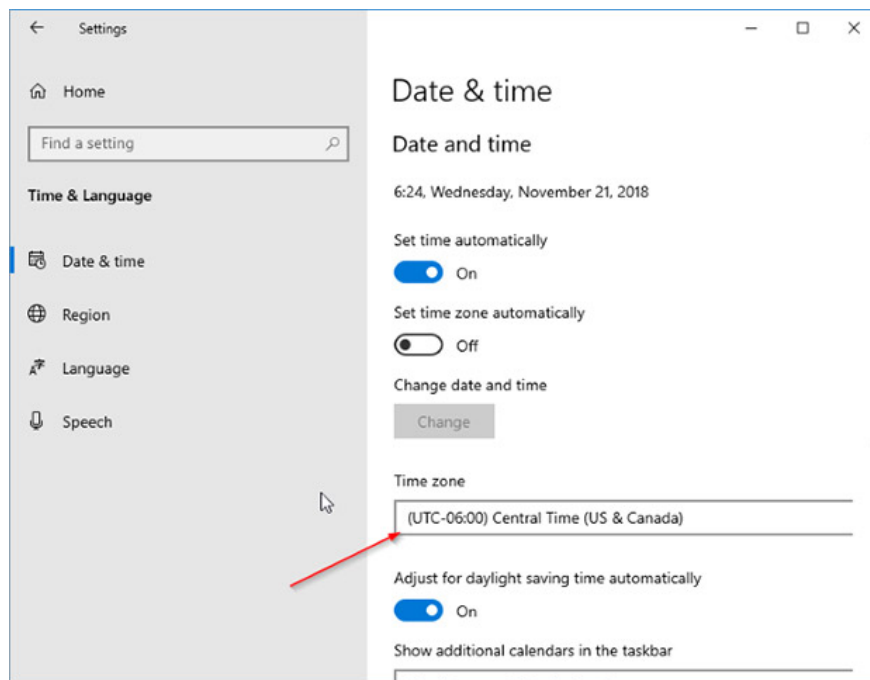 Settings
Home
Find a setting
Time & Language
Date & time
Region
Language
Speech
Date & time
Date and time
6:24, Wednesday, November 21, 2018
Set time automatically
On
Set time zone automatically
Off
Change date and time
Change
Time zone
(UTC-06:00) Central Time (US & Canada)
Adjust for daylight saving time automatically
On
Show additional calendars in the taskbar